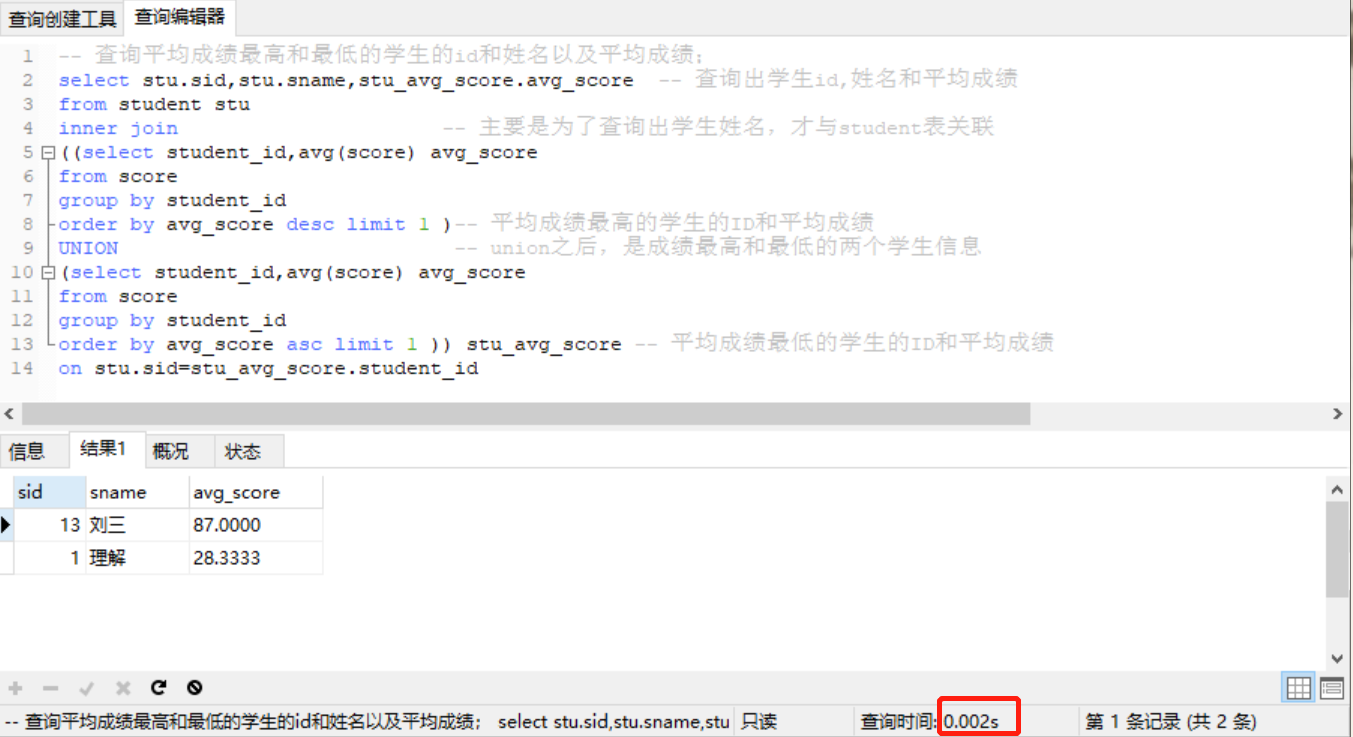 查询创建工具 查询编辑器
1 -- 查询平均成绩最高和最低的学生的id和姓名以及平均成绩;
2 select stu.sid,stu.sname,stu_avg_score.avg_score -- 查询出学生id,姓名和平均成绩
3 from student stu
4 inner join -- 主要是为了查询出学生姓名，才与student表关联
5 ((select student_id,avg(score) avg_score
6 from score
7 group by student_id
8 order by avg_score desc limit 1 )-- 平均成绩最高的学生的ID和平均成绩
9 UNION -- union之后，是成绩最高和最低的两个学生信息
10 (select student_id,avg(score) avg_score
11 from score
12 group by student_id
13 order by avg_score asc limit 1 )) stu_avg_score -- 平均成绩最低的学生的ID和平均成绩
14 on stu.sid=stu_avg_score.student_id
信息 结果1 概况 状态
sid sname avg_score
13 刘三 87.0000
1 理解 28.3333
-- 查询平均成绩最高和最低的学生的id和姓名以及平均成绩； select stu.sid,stu.sname,stu 只读 查询时间: 0.002s 第 1 条记录 (共 2 条)